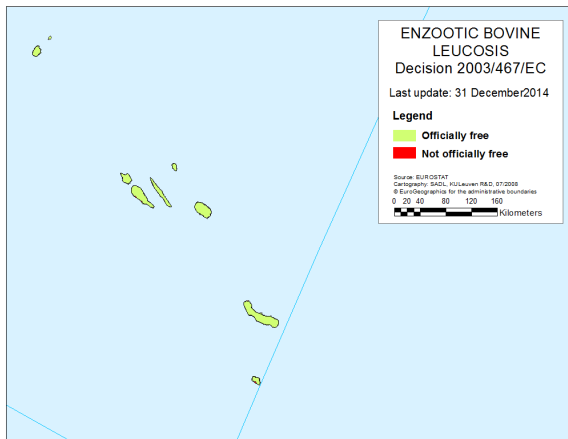 ENZOOTIC BOVINE
LEUCOSIS
Decision 2003/467/EC
Last update: 31 December2014
Legend
Officially free
Not officially free
Source: EUROSTAT
Cartography: SADL, KULeuven R&D, 07/2008
© EuroGeographics for the administrative boundaries
0 20 40 80 120 160
Kilometers